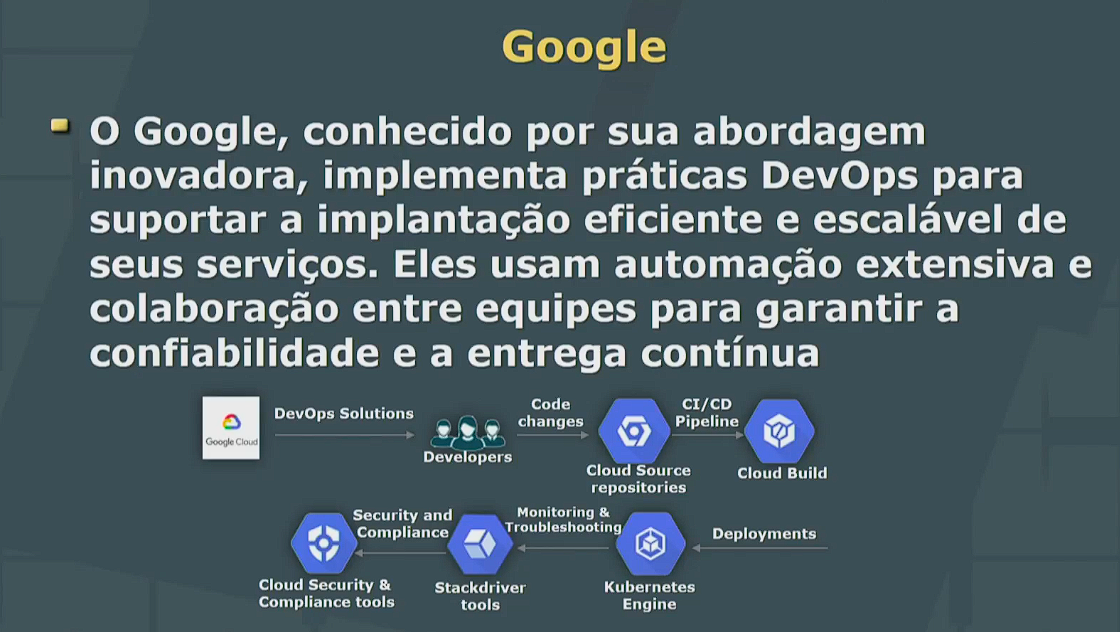 Google
O Google, conhecido por sua abordagem
inovadora, implementa práticas DevOps para
suportar a implantação eficiente e escalável de
seus serviços. Eles usam automação extensiva e
colaboração entre equipes para garantir a
confiabilidade e a entrega contínua
Google Cloud
DevOps Solutions
Developers
Code
changes
Cloud Source
repositories
CI/CD
Pipeline
Cloud Build
Deployments
Kubernetes
Engine
Monitoring &
Troubleshooting
Stackdriver
tools
Security and
Compliance
Cloud Security &
Compliance tools